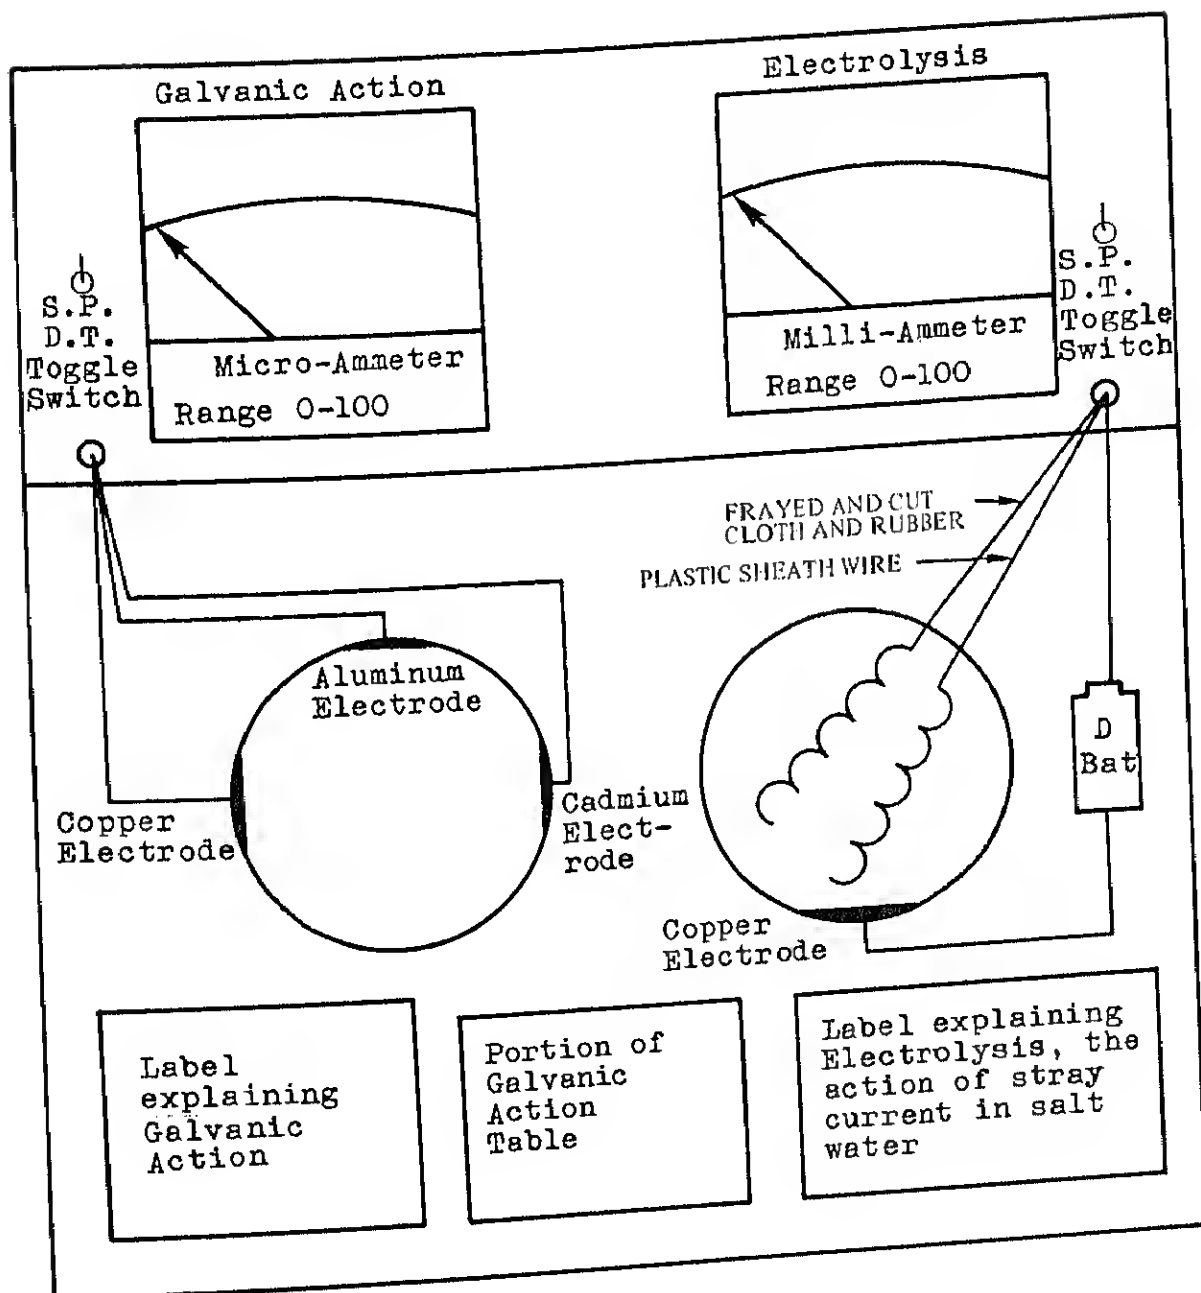 Galvanic Action
Electrolysis
S.P.
D.T.
Toggle
Switch
Micro-Ammeter
Range 0-100
Milli-Ammeter
Range 0-100
S.P.
D.T.
Toggle
Switch
FRAYED AND CUT
CLOTH AND RUBBER
PLASTIC SHEATH WIRE
Aluminum
Electrode
Copper
Electrode
Cadmium
Elect-
rode
D
Bat
Copper
Electrode
Label
explaining
Galvanic
Action
Portion of
Galvanic
Action
Table
Label explaining
Electrolysis, the
action of stray
current in salt
water